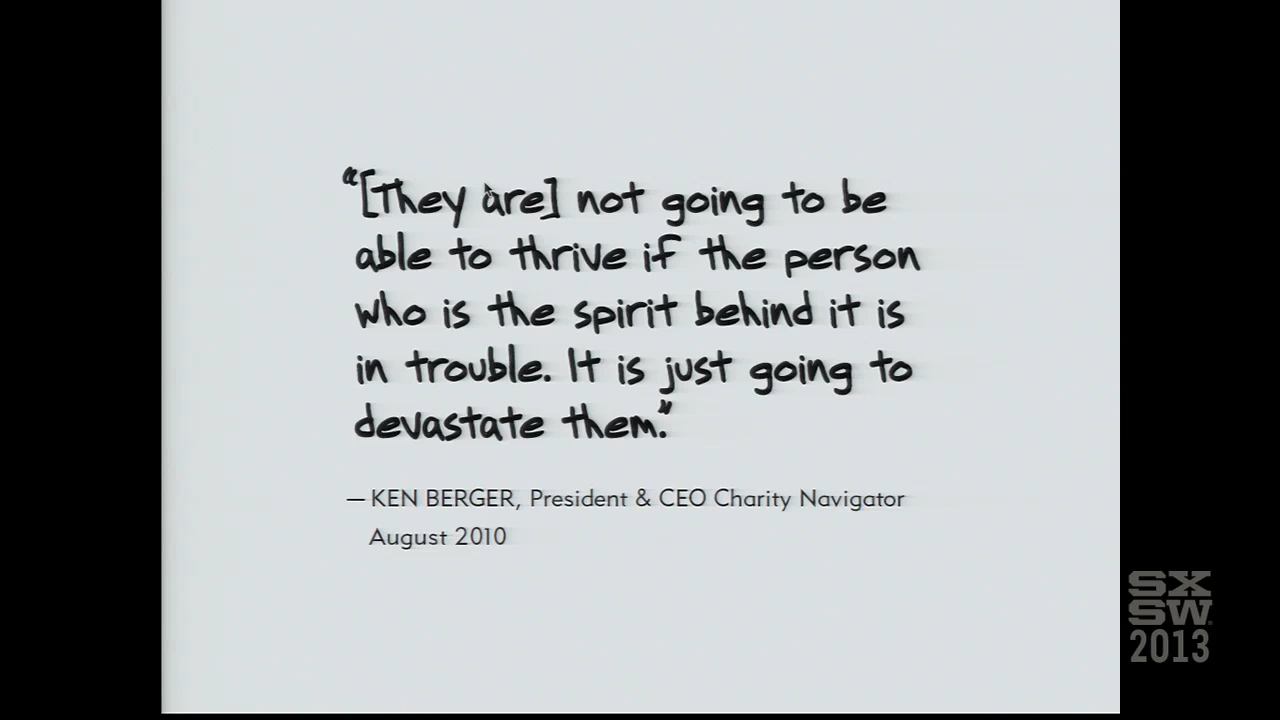 “[They are] not going to be
able to thrive if the person
who is the spirit behind it is
in trouble. It is just going to
devastate them.”
— KEN BERGER, President & CEO Charity Navigator
August 2010
SX
SW
2013